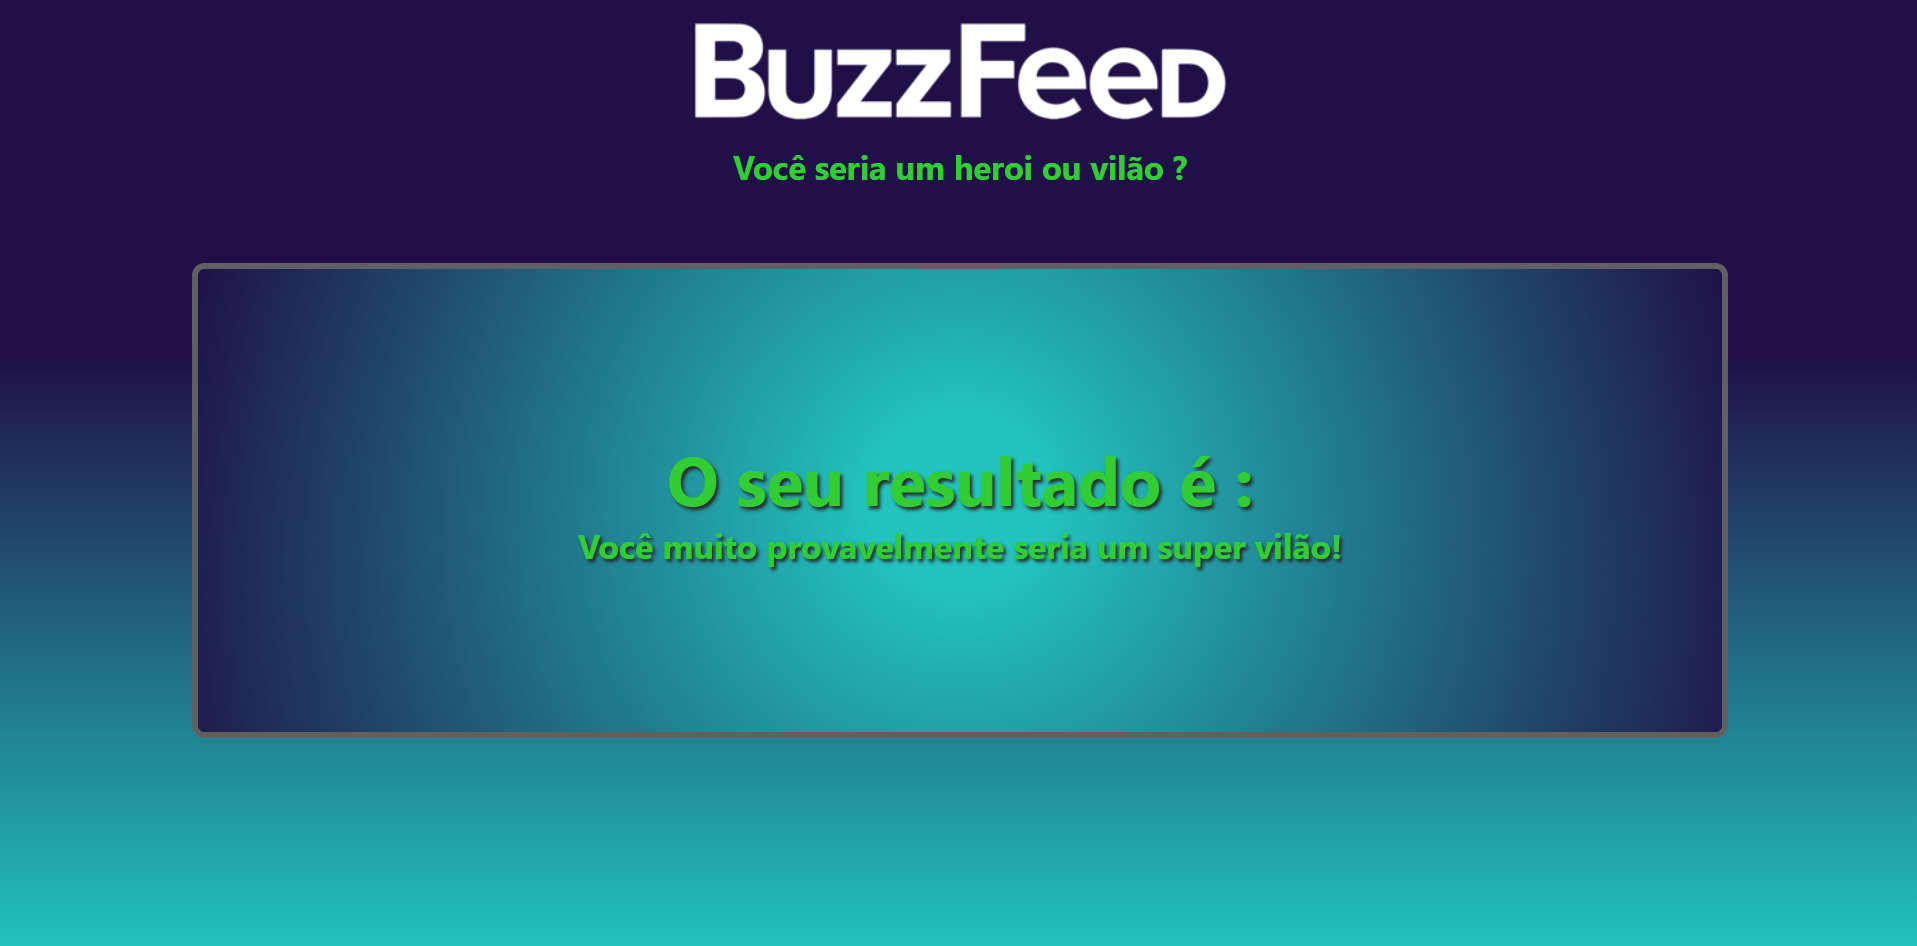 BuzzFeed
Você seria um heroi ou vilão ?
O seu resultado é :
Você muito provavelmente seria um super vilão!